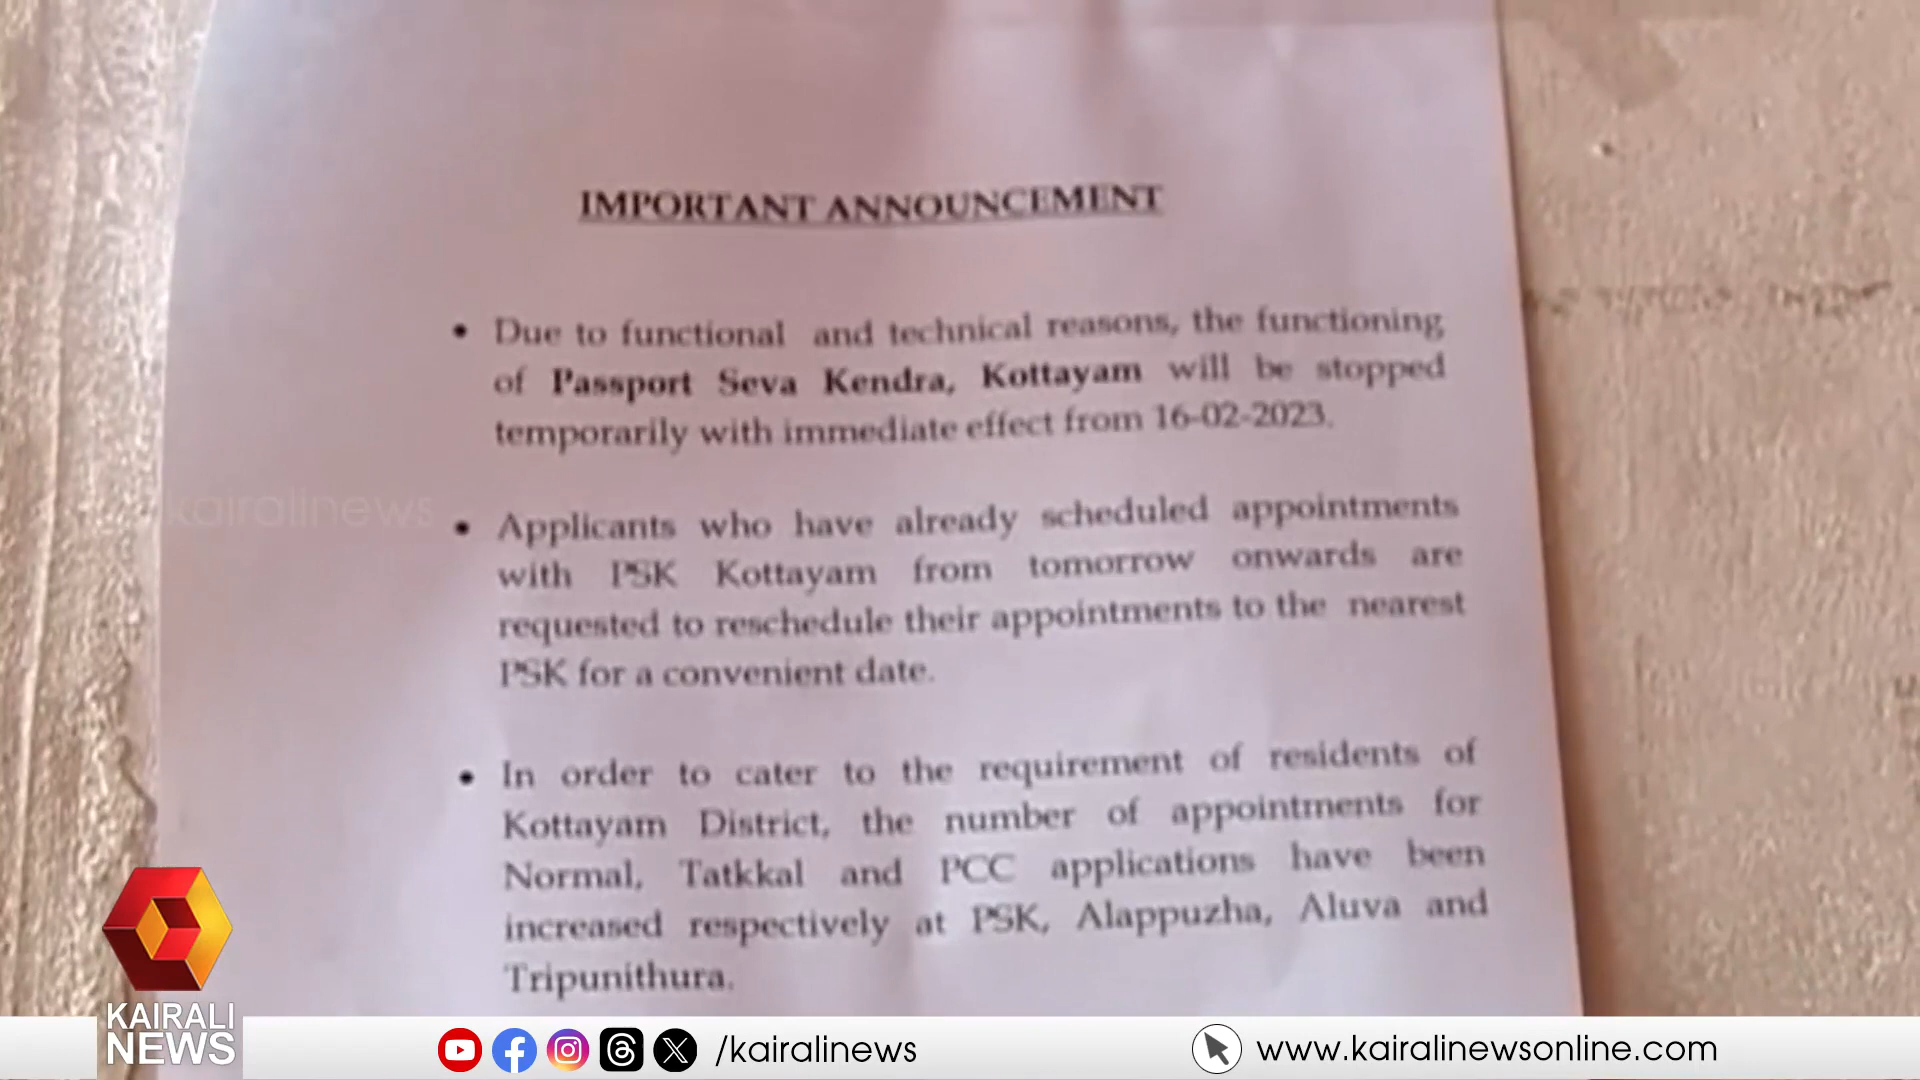 IMPORTANT ANNOUNCEMENT
• Due to functional and technical reasons, the functioning
of Passport Seva Kendra, Kottayam will be stopped
temporarily with immediate effect from 16-02-2023.
kairalinews
• Applicants who have already scheduled appointments
with PSK Kottayam from tomorrow onwards are
requested to reschedule their appointments to the nearest
PSK for a convenient date.
• In order to cater to the requirement of residents of
Kottayam District, the number of appointments for
Normal, Tatkkal and PCC applications have been
increased respectively at PSK, Alappuzha, Aluva and
Tripunithura.
KAIRALI
NEWS
/kairalinews
www.kairalinewsonline.com